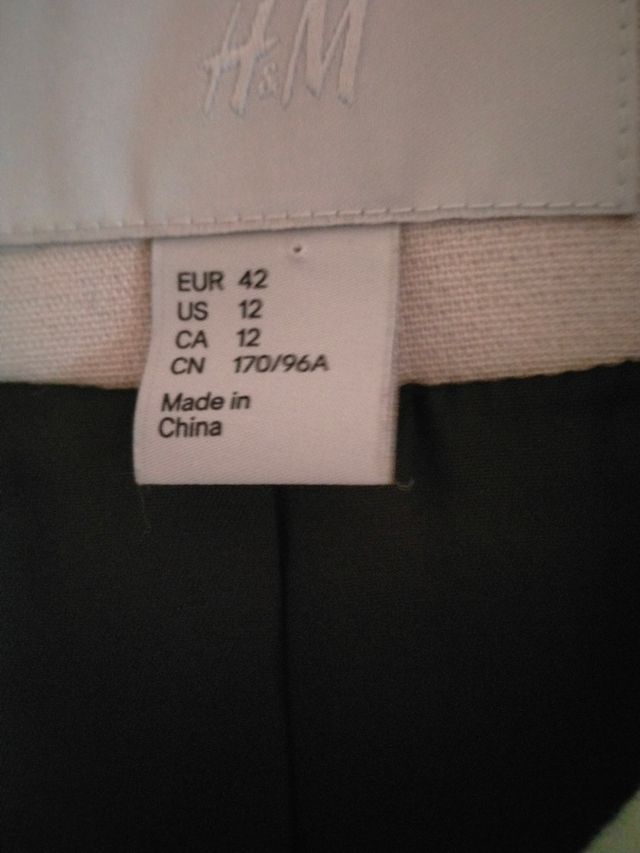 H&M
EUR 42
US 12
CA 12
CN 170/96A
Made in
China